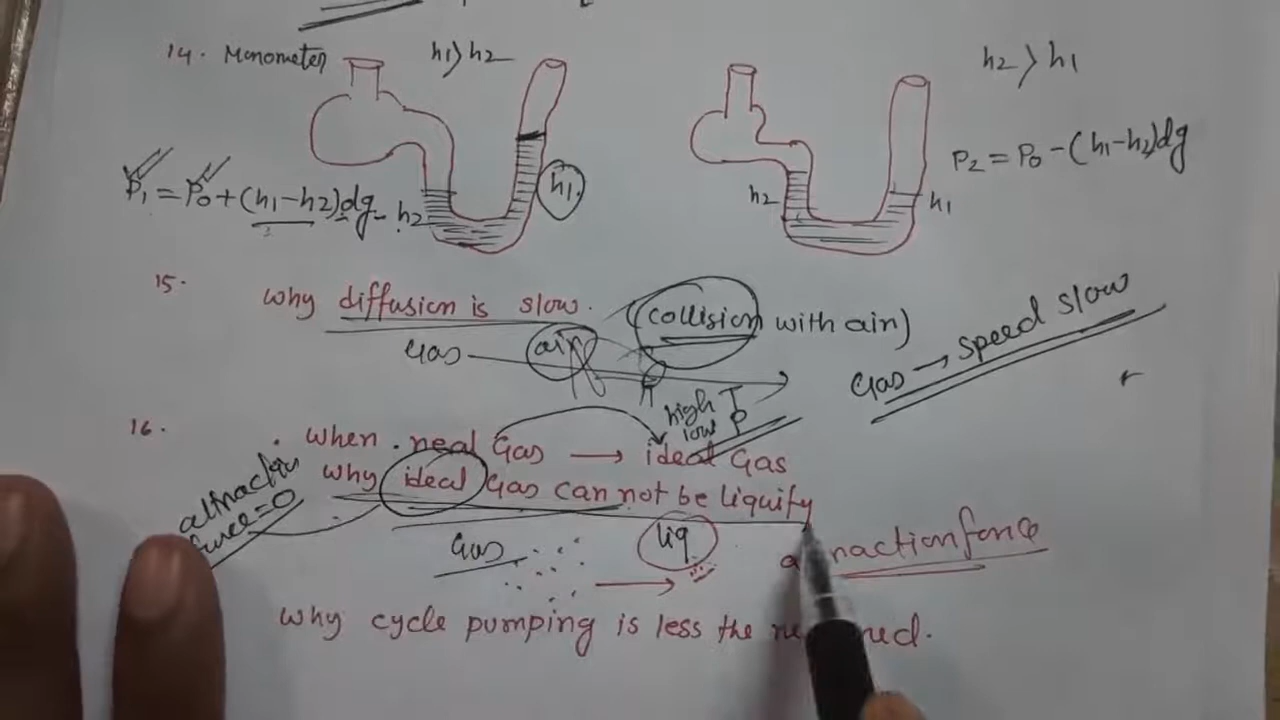 14. Manometer
h1>h2
h2 > h1
P1 = P0 + (h1-h2)dg
h2
h1
P2 = P0 - (h1-h2)dg
h2
h1
15.
why diffusion is slow. (collision with air)
Gas
air
Gas → speed slow
high T
low P
16.
when real Gas → ideal Gas
why ideal Gas can not be liquify
attraction
force=0
Gas
liq
why cycle pumping is less the